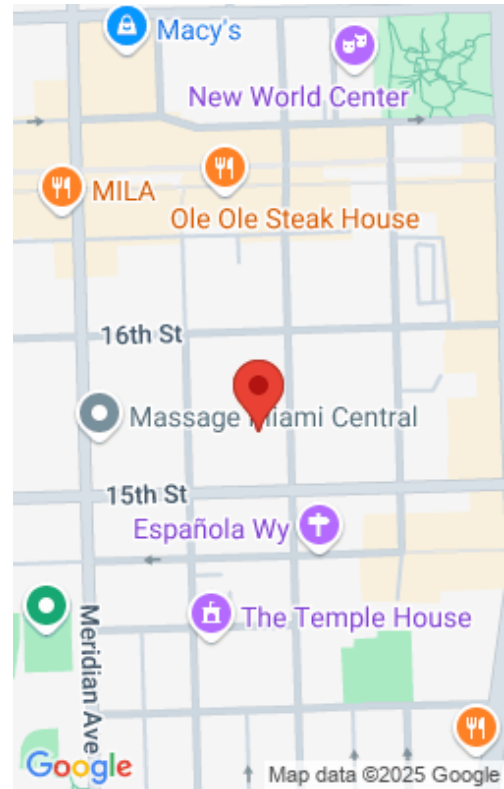 Macy's
New World Center
MILA
Ole Ole Steak House
16th St
Massage Miami Central
15th St
Española Wy
The Temple House
Meridian Ave
Google
Map data ©2025 Google